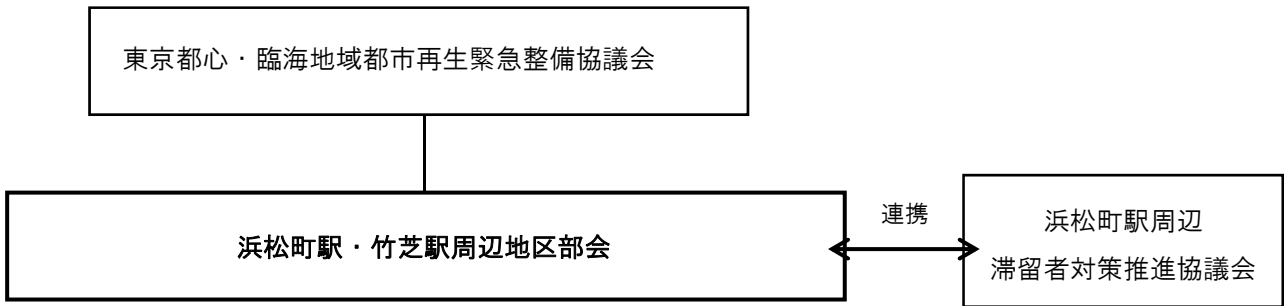 東京都心・臨海地域都市再生緊急整備協議会
浜松町駅・竹芝駅周辺地区部会
連携
浜松町駅周辺
滞留者対策推進協議会